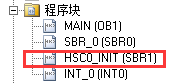 程序块
MAIN (OB1)
SBR_0 (SBR0)
HSC0_INIT (SBR1)
INT_0 (INT0)